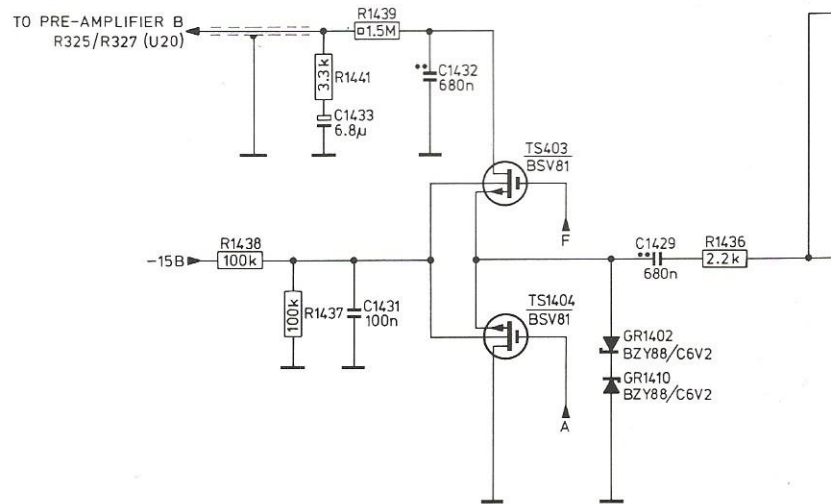 TO PRE-AMPLIFIER B
R325/R327 (U20)
R1439
1.5M
3.3k
R1441
C1433
6.8µ
C1432
680n
TS403
BSV81
F
-15B
R1438
100k
100k
R1437
C1431
100n
C1429
680n
R1436
2.2k
TS1404
BSV81
A
GR1402
BZY88/C6V2
GR1410
BZY88/C6V2